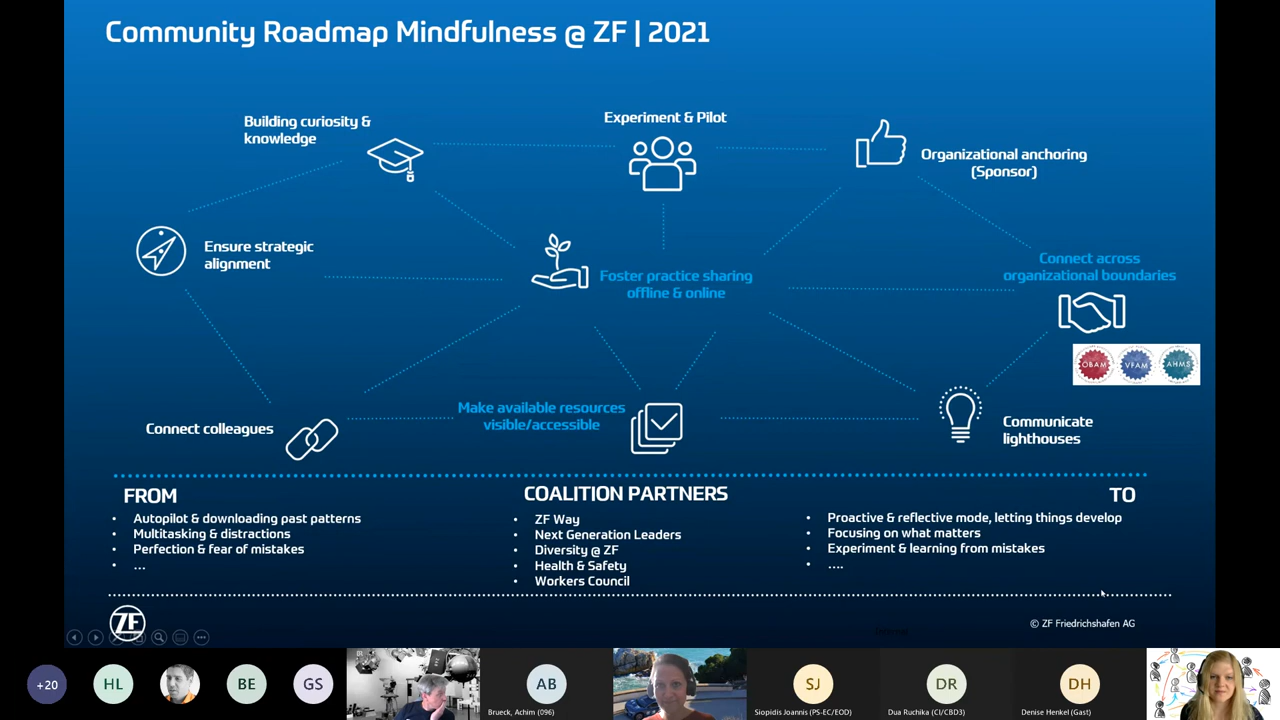 Community Roadmap Mindfulness @ ZF | 2021
Building curiosity &
knowledge
Experiment & Pilot
Organizational anchoring
(Sponsor)
Ensure strategic
alignment
Foster practice sharing
offline & online
Connect across
organizational boundaries
OBAM
VFAM
AHMS
Connect colleagues
Make available resources
visible/accessible
Communicate
lighthouses
FROM
• Autopilot & downloading past patterns
• Multitasking & distractions
• Perfection & fear of mistakes
• ...
COALITION PARTNERS
• ZF Way
• Next Generation Leaders
• Diversity @ ZF
• Health & Safety
• Workers Council
TO
• Proactive & reflective mode, letting things develop
• Focusing on what matters
• Experiment & learning from mistakes
• ....
ZF
© ZF Friedrichshafen AG
+20
HL
BE
GS
AB
Brueck, Achim (096)
SJ
Siopidis Joannis (PS-EC/EOD)
DR
Dua Ruchika (CI/CBD3)
DH
Denise Henkel (Gast)